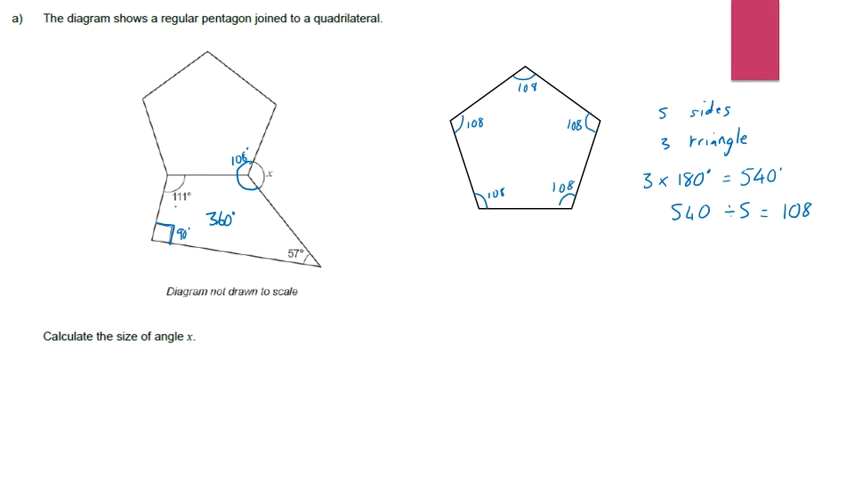 a) The diagram shows a regular pentagon joined to a quadrilateral.
108
108
108
108
108
5 sides
3 triangle
3 × 180° = 540°
540 ÷ 5 = 108
108°
x
111°
360°
90°
57°
Diagram not drawn to scale
Calculate the size of angle x.